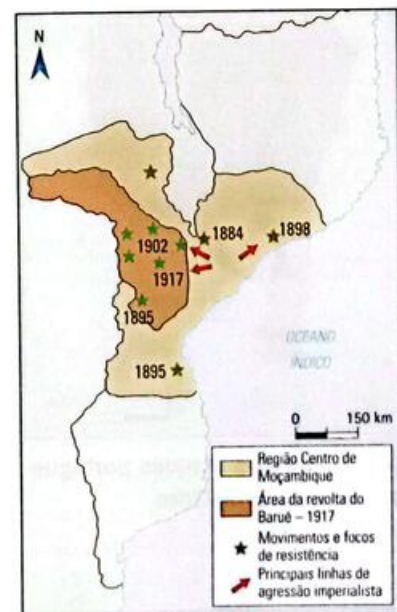 N
1884
1898
1902
1917
1895
1895
OCEANO
ÍNDICO
0 150 km
Região Centro de
Moçambique
Área da revolta do
Barué – 1917
Movimentos e focos
de resistência
Principais linhas de
agressão imperialista